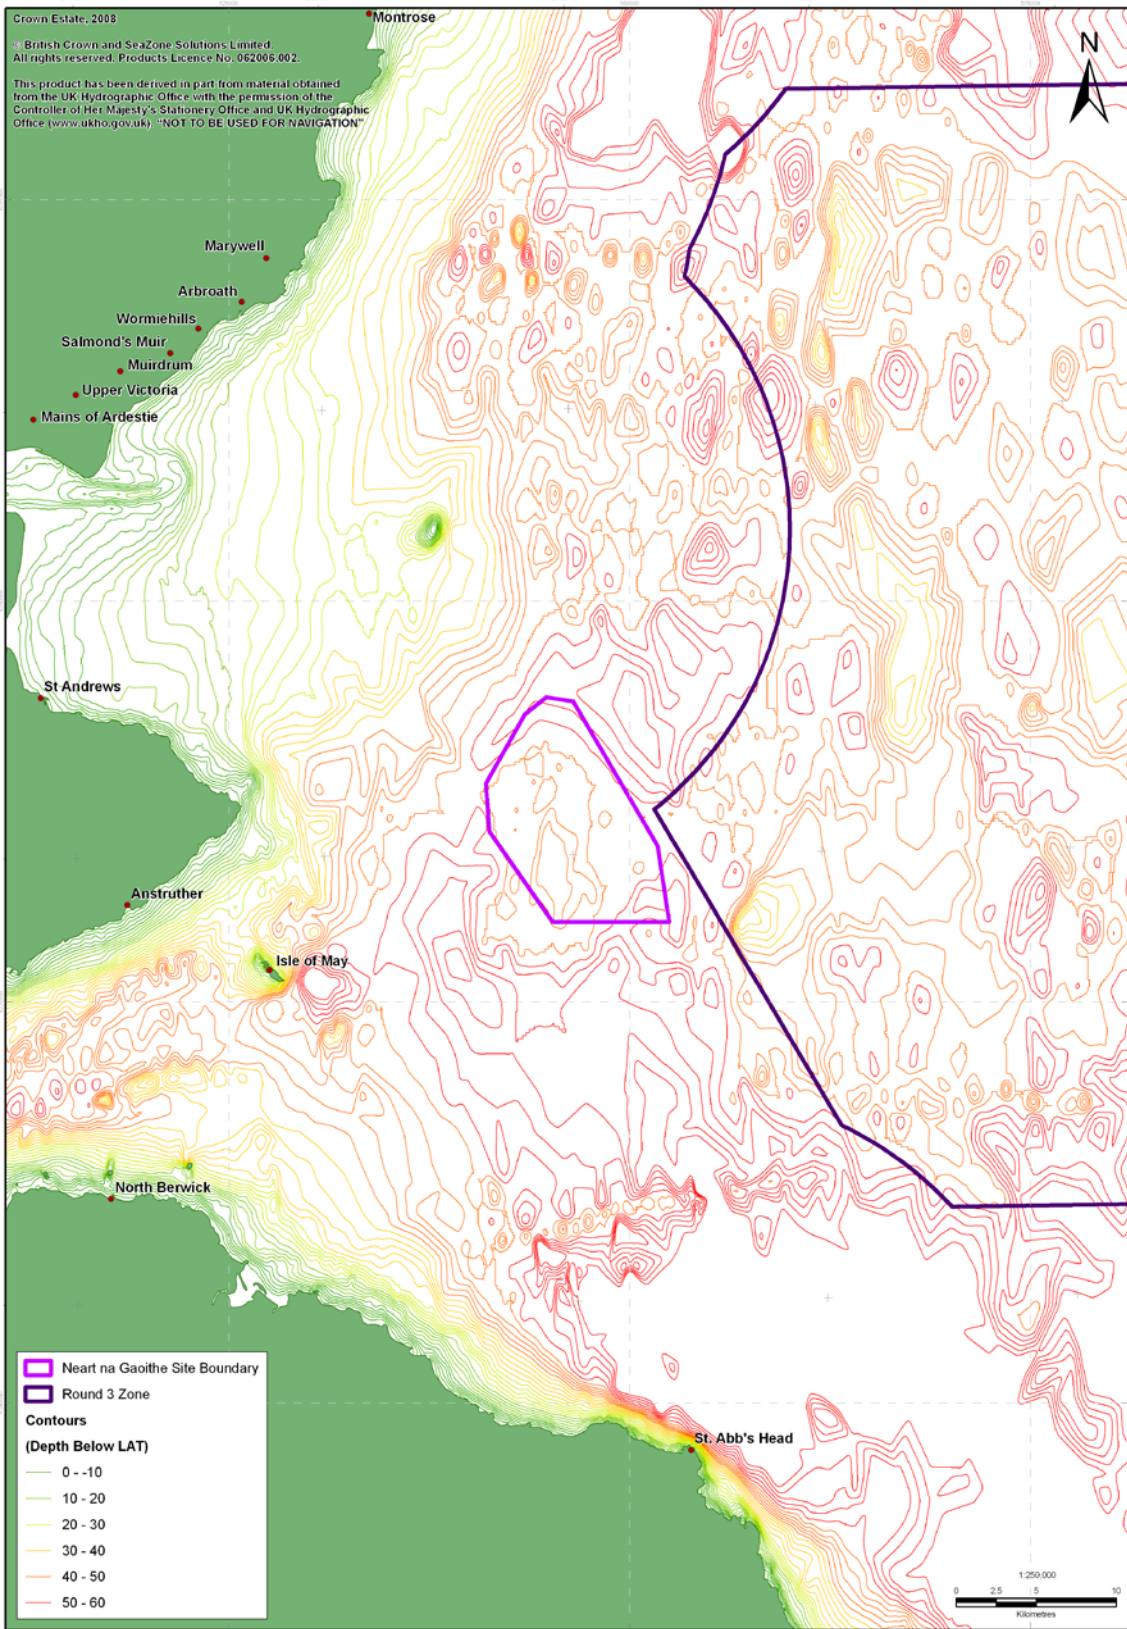 Crown Estate, 2008
© British Crown and SeaZone Solutions Limited.
All rights reserved. Products Licence No. 062006.002.
This product has been derived in part from material obtained
from the UK Hydrographic Office with the permission of the
Controller of Her Majesty's Stationery Office and UK Hydrographic
Office (www.ukho.gov.uk). "NOT TO BE USED FOR NAVIGATION"
Montrose
N
Marywell
Arbroath
Wormiehills
Salmond's Muir
Muirdrum
Upper Victoria
Mains of Ardestie
St Andrews
Anstruther
Isle of May
North Berwick
St. Abb's Head
Neart na Gaoithe Site Boundary
Round 3 Zone
Contours
(Depth Below LAT)
0 - -10
10 - 20
20 - 30
30 - 40
40 - 50
50 - 60
1:250,000
0 2.5 5 10
Kilometres